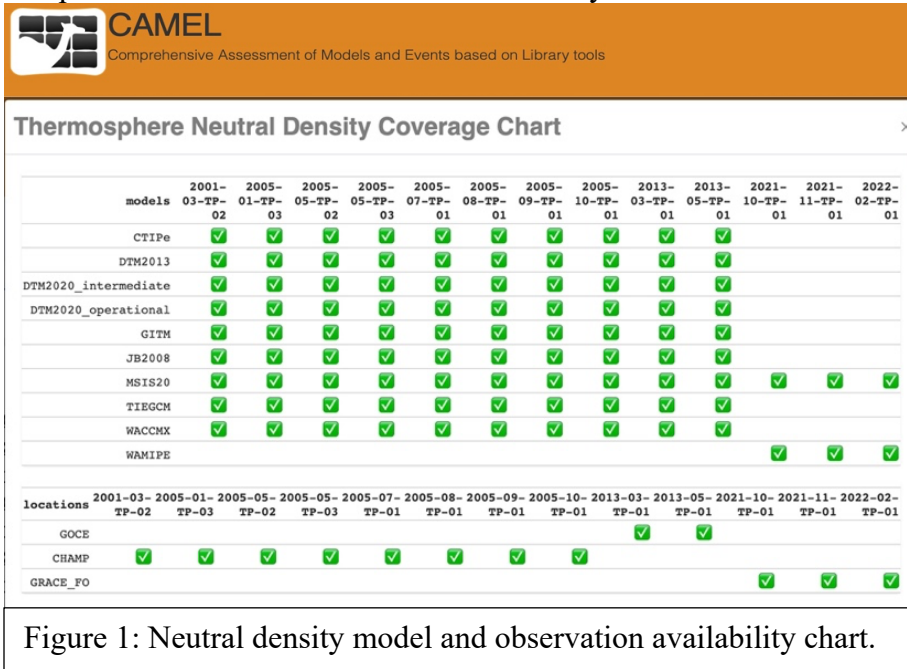 CAMEL
Comprehensive Assessment of Models and Events based on Library tools
Thermosphere Neutral Density Coverage Chart ×
2001- 2005- 2005- 2005- 2005- 2005- 2005- 2005- 2013- 2013- 2021- 2021- 2022-
models 03-TP- 01-TP- 05-TP- 05-TP- 07-TP- 08-TP- 09-TP- 10-TP- 03-TP- 05-TP- 10-TP- 11-TP- 02-TP-
02 03 02 03 01 01 01 01 01 01 01 01 01
CTIPe ✅ ✅ ✅ ✅ ✅ ✅ ✅ ✅ ✅ ✅
DTM2013 ✅ ✅ ✅ ✅ ✅ ✅ ✅ ✅ ✅ ✅
DTM2020_intermediate ✅ ✅ ✅ ✅ ✅ ✅ ✅ ✅ ✅ ✅
DTM2020_operational ✅ ✅ ✅ ✅ ✅ ✅ ✅ ✅ ✅ ✅
GITM ✅ ✅ ✅ ✅ ✅ ✅ ✅ ✅ ✅ ✅
JB2008 ✅ ✅ ✅ ✅ ✅ ✅ ✅ ✅ ✅ ✅
MSIS20 ✅ ✅ ✅ ✅ ✅ ✅ ✅ ✅ ✅ ✅ ✅ ✅ ✅
TIEGCM ✅ ✅ ✅ ✅ ✅ ✅ ✅ ✅ ✅ ✅
WACCMX ✅ ✅ ✅ ✅ ✅ ✅ ✅ ✅ ✅ ✅
WAMIPE ✅ ✅ ✅
locations 2001-03- 2005-01- 2005-05- 2005-05- 2005-07- 2005-08- 2005-09- 2005-10- 2013-03- 2013-05- 2021-10- 2021-11- 2022-02-
TP-02 TP-03 TP-02 TP-03 TP-01 TP-01 TP-01 TP-01 TP-01 TP-01 TP-01 TP-01 TP-01
GOCE ✅ ✅
CHAMP ✅ ✅ ✅ ✅ ✅ ✅ ✅ ✅
GRACE_FO ✅ ✅ ✅
Figure 1: Neutral density model and observation availability chart.